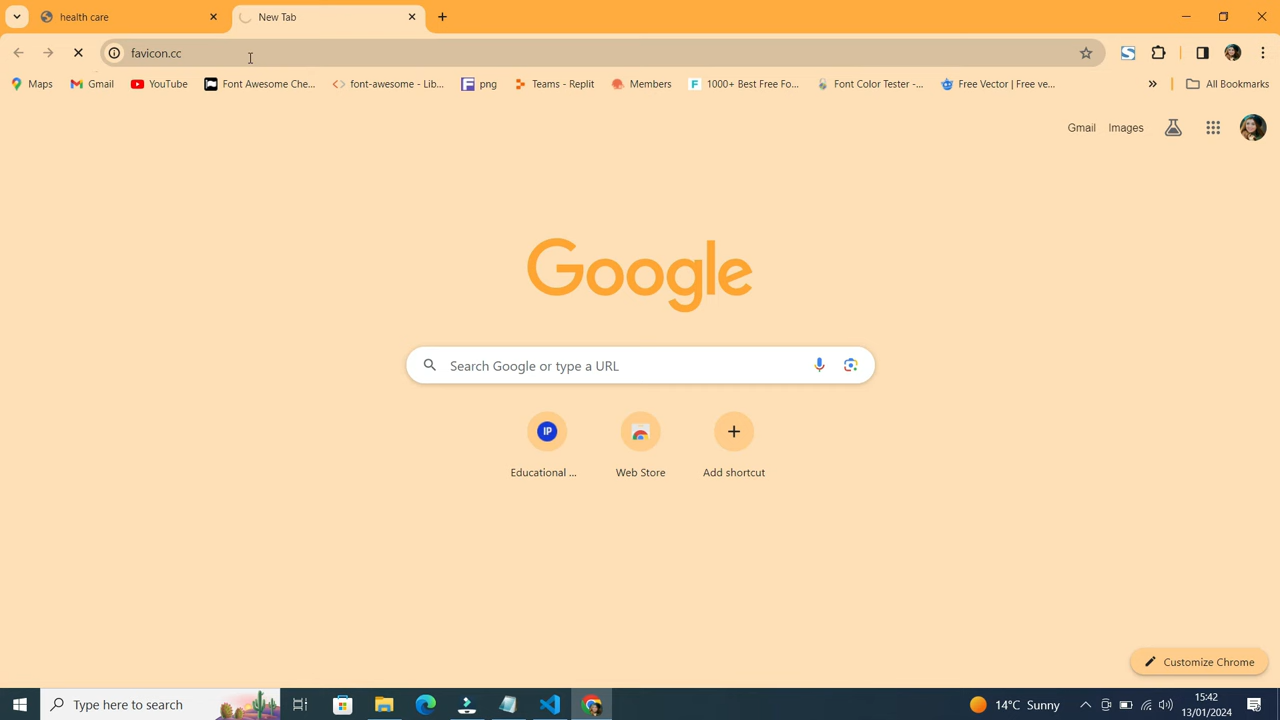 health care
New Tab
favicon.cc
Maps
Gmail
YouTube
Font Awesome Che...
font-awesome - Lib...
png
Teams - Replit
Members
1000+ Best Free Fo...
Font Color Tester -...
Free Vector | Free ve...
All Bookmarks
Gmail
Images
Google
Search Google or type a URL
IP
Educational ...
Web Store
Add shortcut
Customize Chrome
Type here to search
14°C Sunny
15:42
13/01/2024